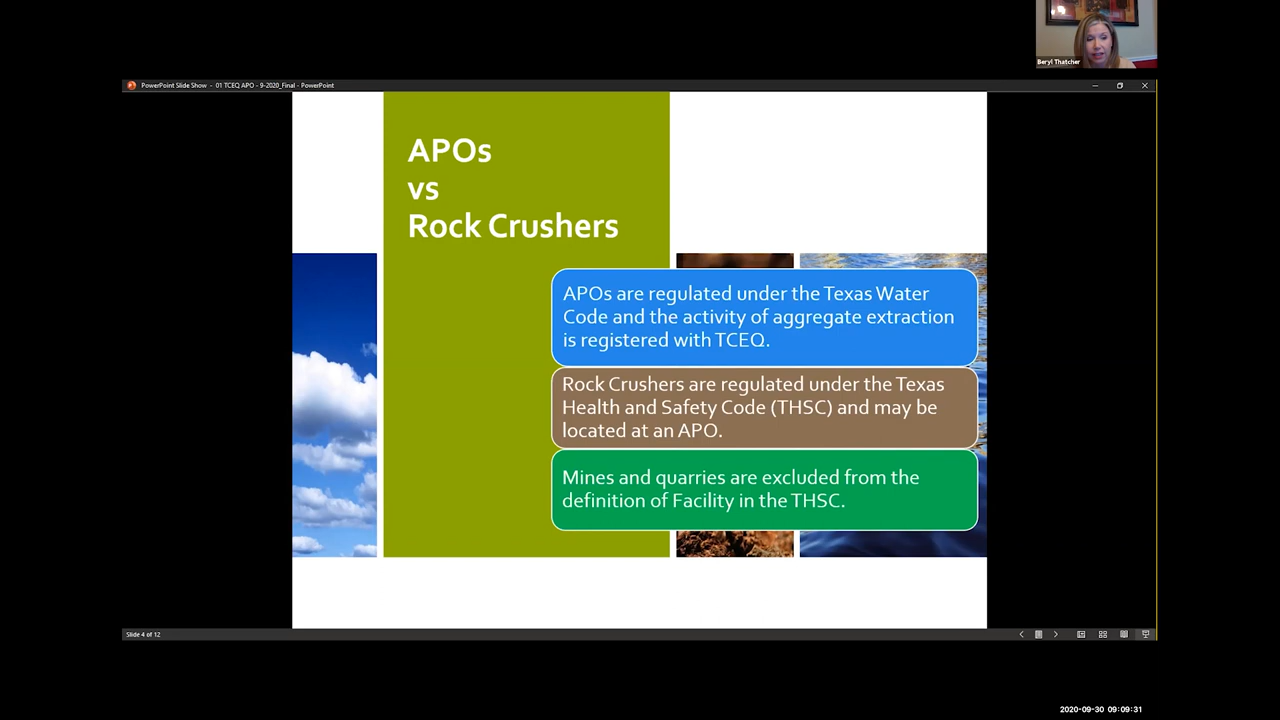 Beryl Thatcher
PowerPoint Slide Show - 01 TCEQ APO - 9-2020_Final - PowerPoint
APOs
vs
Rock Crushers
APOs are regulated under the Texas Water
Code and the activity of aggregate extraction
is registered with TCEQ.
Rock Crushers are regulated under the Texas
Health and Safety Code (THSC) and may be
located at an APO.
Mines and quarries are excluded from the
definition of Facility in the THSC.
Slide 4 of 12
2020-09-30 09:09:31